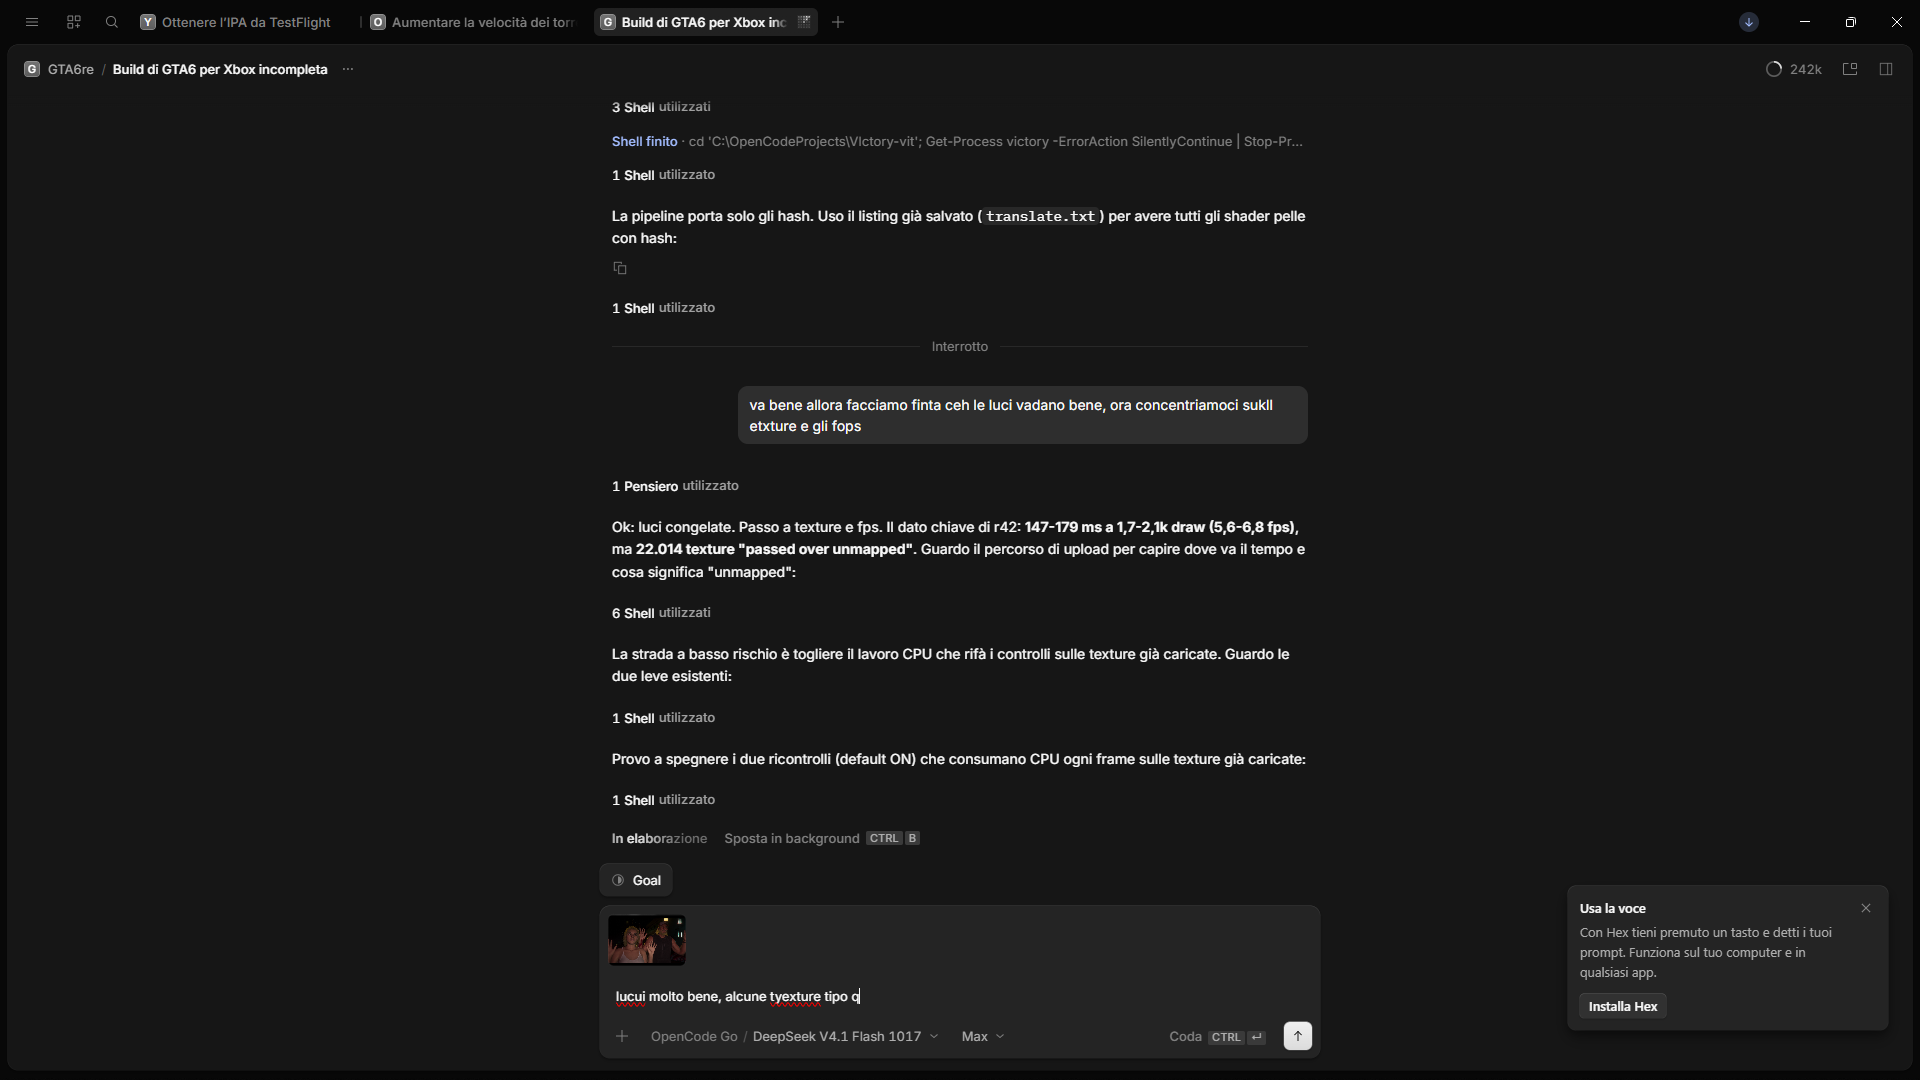 Y Ottenere l'IPA da TestFlight
O Aumentare la velocità dei torr
G Build di GTA6 per Xbox inc
G GTA6re / Build di GTA6 per Xbox incompleta ···
242k
3 Shell utilizzati
Shell finito · cd 'C:\OpenCodeProjects\VIctory-vit'; Get-Process victory -ErrorAction SilentlyContinue | Stop-Pr...
1 Shell utilizzato
La pipeline porta solo gli hash. Uso il listing già salvato (translate.txt) per avere tutti gli shader pelle
con hash:
1 Shell utilizzato
Interrotto
va bene allora facciamo finta ceh le luci vadano bene, ora concentriamoci sukll
etxture e gli fops
1 Pensiero utilizzato
Ok: luci congelate. Passo a texture e fps. Il dato chiave di r42: 147-179 ms a 1,7-2,1k draw (5,6-6,8 fps),
ma 22.014 texture "passed over unmapped". Guardo il percorso di upload per capire dove va il tempo e
cosa significa "unmapped":
6 Shell utilizzati
La strada a basso rischio è togliere il lavoro CPU che rifà i controlli sulle texture già caricate. Guardo le
due leve esistenti:
1 Shell utilizzato
Provo a spegnere i due ricontrolli (default ON) che consumano CPU ogni frame sulle texture già caricate:
1 Shell utilizzato
In elaborazione Sposta in background CTRL B
Goal
lucui molto bene, alcune tyexture tipo q
OpenCode Go / DeepSeek V4.1 Flash 1017 Max Coda CTRL
Usa la voce
Con Hex tieni premuto un tasto e detti i tuoi
prompt. Funziona sul tuo computer e in
qualsiasi app.
Installa Hex